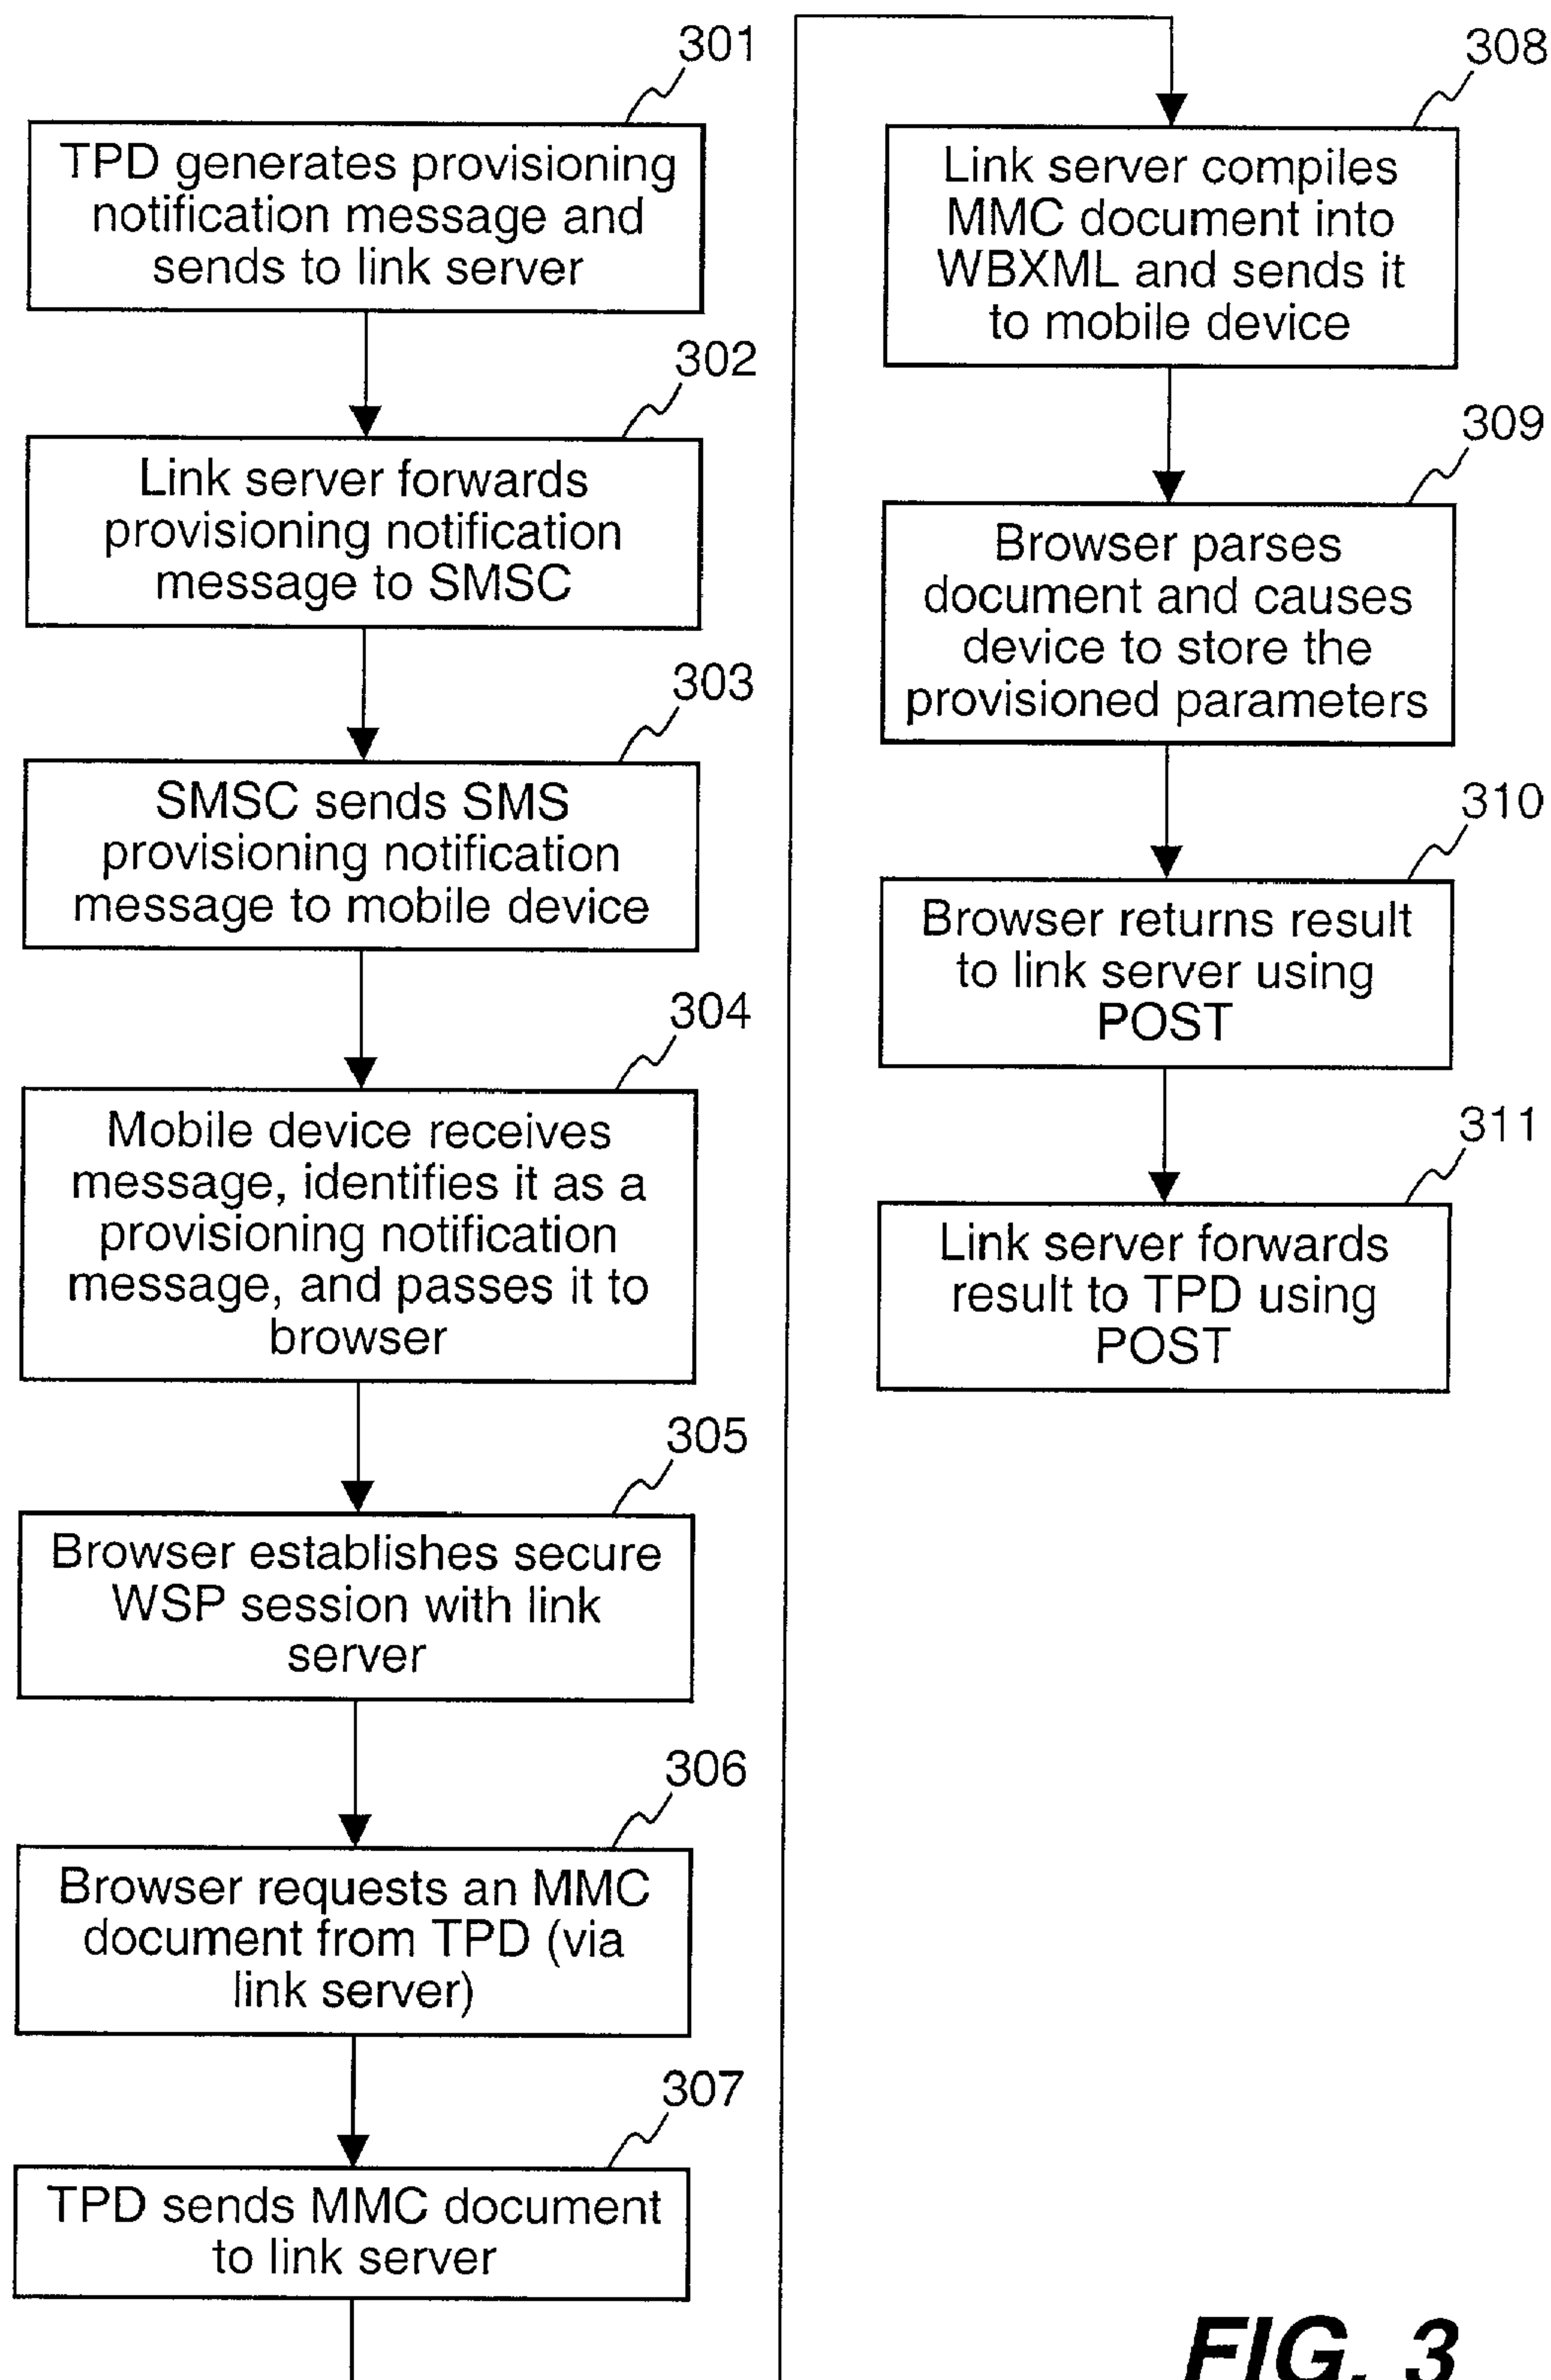 301
TPD generates provisioning
notification message and
sends to link server
302
Link server forwards
provisioning notification
message to SMSC
303
SMSC sends SMS
provisioning notification
message to mobile device
304
Mobile device receives
message, identifies it as a
provisioning notification
message, and passes it to
browser
305
Browser establishes secure
WSP session with link
server
306
Browser requests an MMC
document from TPD (via
link server)
307
TPD sends MMC document
to link server
308
Link server compiles
MMC document into
WBXML and sends it
to mobile device
309
Browser parses
document and causes
device to store the
provisioned parameters
310
Browser returns result
to link server using
POST
311
Link server forwards
result to TPD using
POST
FIG. 3